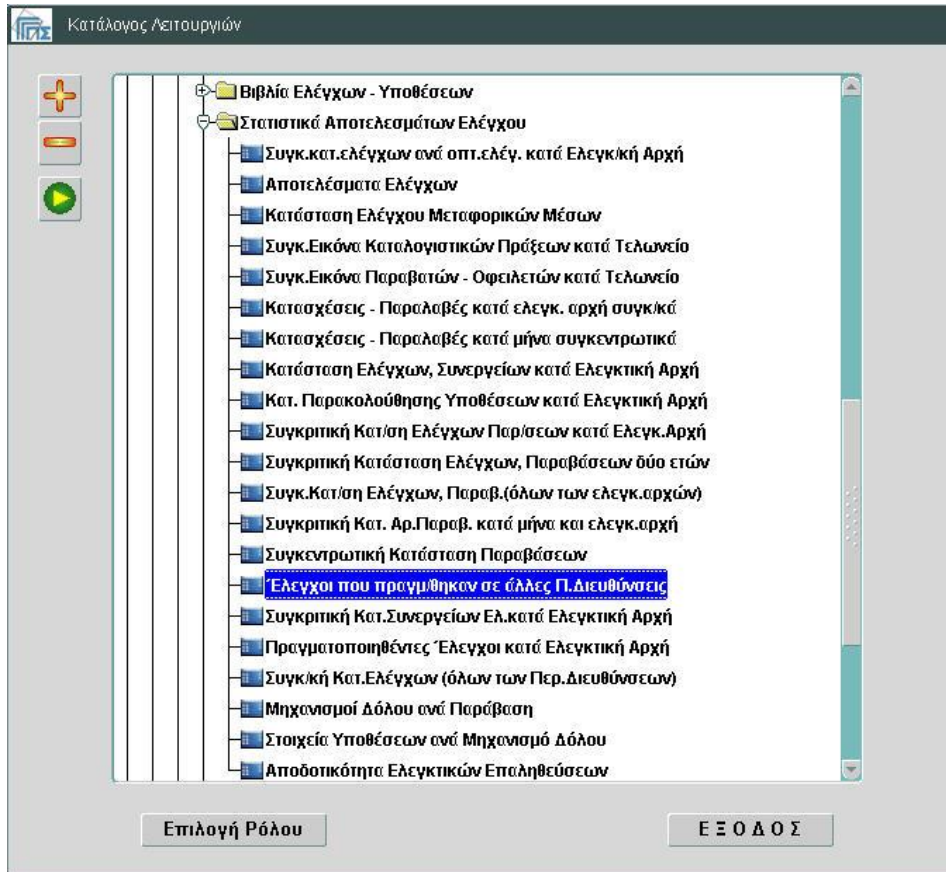 Κατάλογος Λειτουργιών
Βιβλία Ελέγχων - Υποθέσεων
Στατιστικά Αποτελεσμάτων Ελέγχου
Συγκ.κατ.ελέγχων ανά οπτ.ελέγ. κατά Ελεγκ/κή Αρχή
Αποτελέσματα Ελέγχων
Κατάσταση Ελέγχου Μεταφορικών Μέσων
Συγκ.Εικόνα Καταλογιστικών Πράξεων κατά Τελωνείο
Συγκ.Εικόνα Παραβατών - Οφειλετών κατά Τελωνείο
Κατασχέσεις - Παραλαβές κατά ελεγκ. αρχή συγκ/κά
Κατασχέσεις - Παραλαβές κατά μήνα συγκεντρωτικά
Κατάσταση Ελέγχων, Συνεργείων κατά Ελεγκτική Αρχή
Κατ. Παρακολούθησης Υποθέσεων κατά Ελεγκτική Αρχή
Συγκριτική Κατ/ση Ελέγχων Παρ/σεων κατά Ελεγκ.Αρχή
Συγκριτική Κατάσταση Ελέγχων, Παραβάσεων δύο ετών
Συγκ.Κατ/ση Ελέγχων, Παραβ.(όλων των ελεγκ.αρχών)
Συγκριτική Κατ. Αρ.Παραβ. κατά μήνα και ελεγκ.αρχή
Συγκεντρωτική Κατάσταση Παραβάσεων
Έλεγχοι που πραγμ/θηκαν σε άλλες Π.Διευθύνσεις
Συγκριτική Κατ.Συνεργείων Ελ.κατά Ελεγκτική Αρχή
Πραγματοποιηθέντες Έλεγχοι κατά Ελεγκτική Αρχή
Συγκ/κή Κατ.Ελέγχων (όλων των Περ.Διευθύνσεων)
Μηχανισμοί Δόλου ανά Παράβαση
Στοιχεία Υποθέσεων ανά Μηχανισμό Δόλου
Αποδοτικότητα Ελεγκτικών Επαληθεύσεων
Επιλογή Ρόλου
Ε Ξ Ο Δ Ο Σ